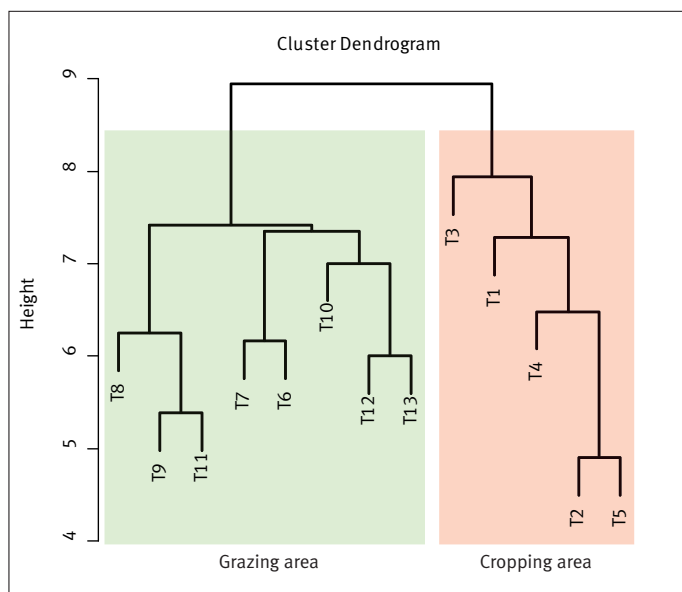 Cluster Dendrogram
Height
9
8
7
6
5
4
T8
T9
T11
T7
T6
T10
T12
T13
T3
T1
T4
T2
T5
Grazing area
Cropping area